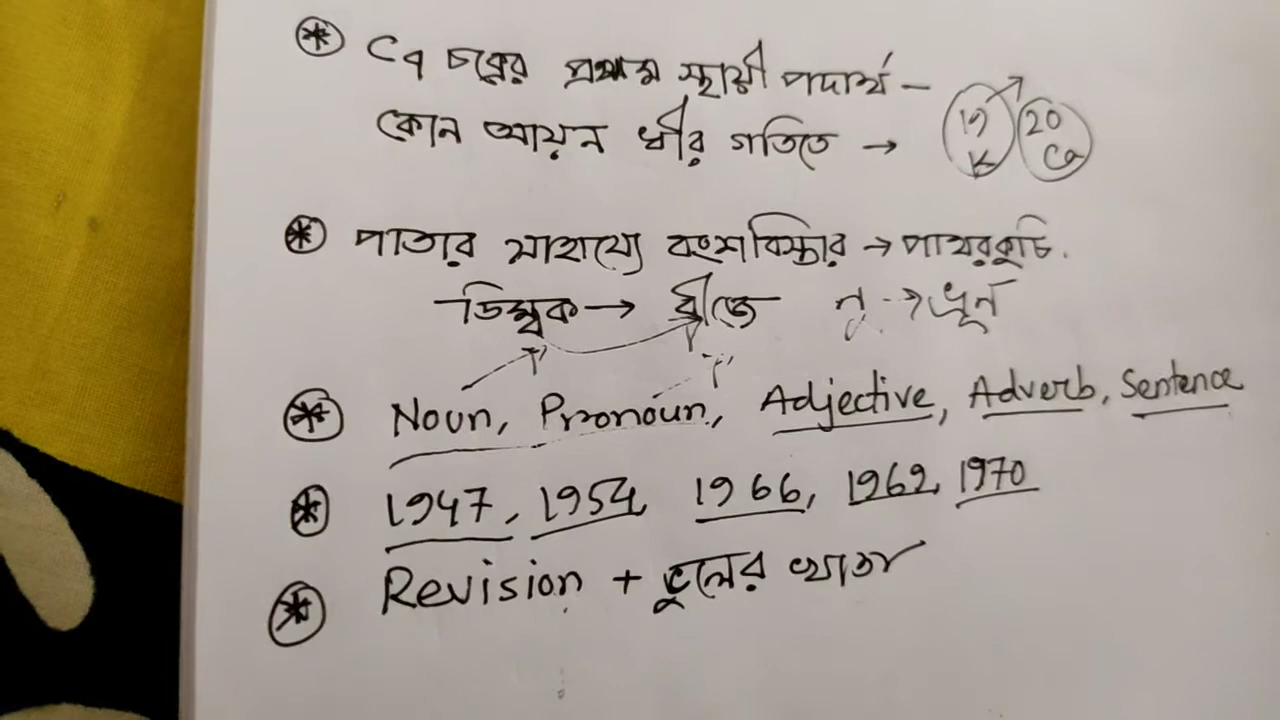 * C4 চক্রের প্রথম স্থায়ী পদার্থ –
কোন আয়ন ধীর গতিতে → 19 K 20 Ca
* পাতার সাহায্যে বংশবিস্তার → পাথরকুচি.
ডিম্বক → বীজ ন্ → ভ্রূন
* Noun, Pronoun, Adjective, Adverb, Sentence
* 1947, 1954, 1966, 1969, 1970
* Revision + ভুলের খাতা